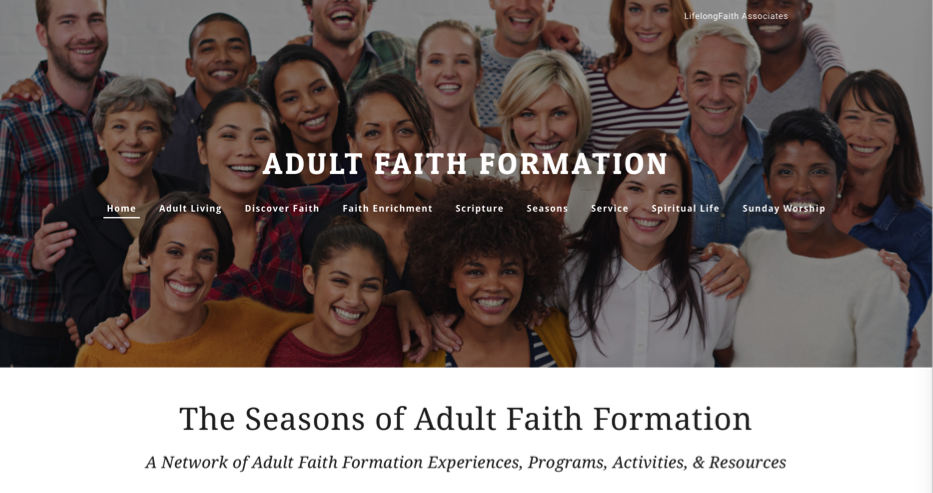 LifelongFaith Associates
ADULT FAITH FORMATION
Home Adult Living Discover Faith Faith Enrichment Scripture Seasons Service Spiritual Life Sunday Worship
The Seasons of Adult Faith Formation
A Network of Adult Faith Formation Experiences, Programs, Activities, & Resources